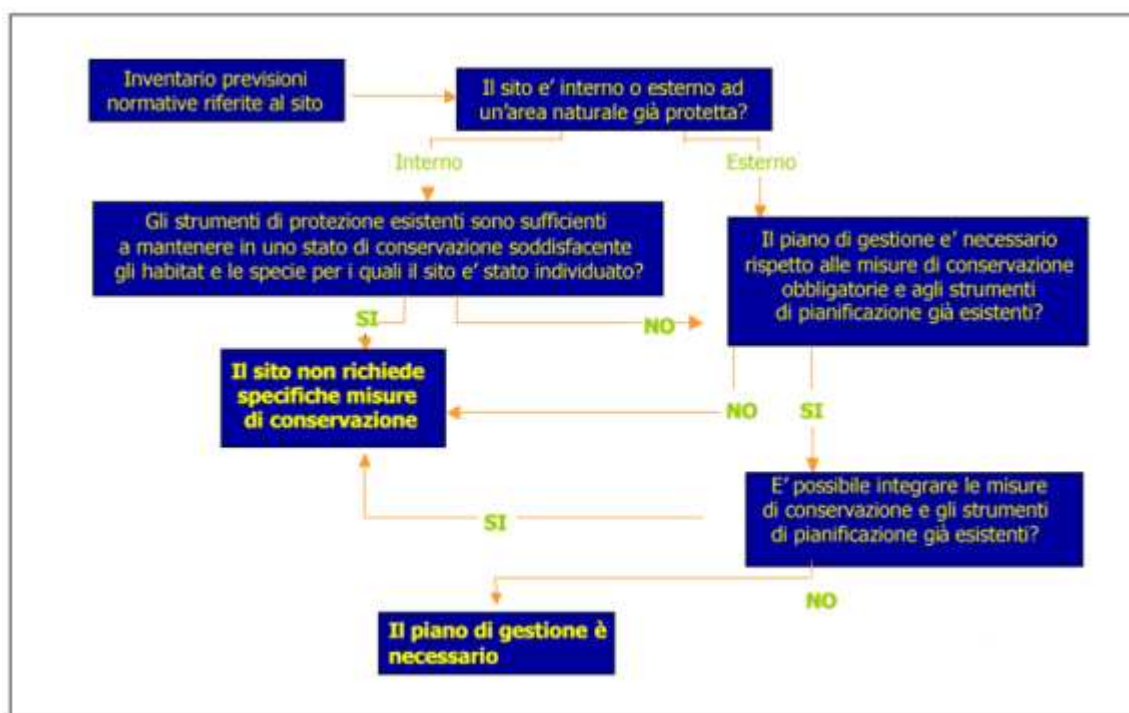 Inventario previsioni
normative riferite al sito
Il sito e' interno o esterno ad
un'area naturale già protetta?
Interno
Esterno
Gli strumenti di protezione esistenti sono sufficienti
a mantenere in uno stato di conservazione soddisfacente
gli habitat e le specie per i quali il sito e' stato individuato?
Il piano di gestione e' necessario
rispetto alle misure di conservazione
obbligatorie e agli strumenti
di pianificazione già esistenti?
SI
NO
Il sito non richiede
specifiche misure
di conservazione
NO
SI
E' possibile integrare le misure
di conservazione e gli strumenti
di pianificazione già esistenti?
SI
NO
Il piano di gestione è
necessario